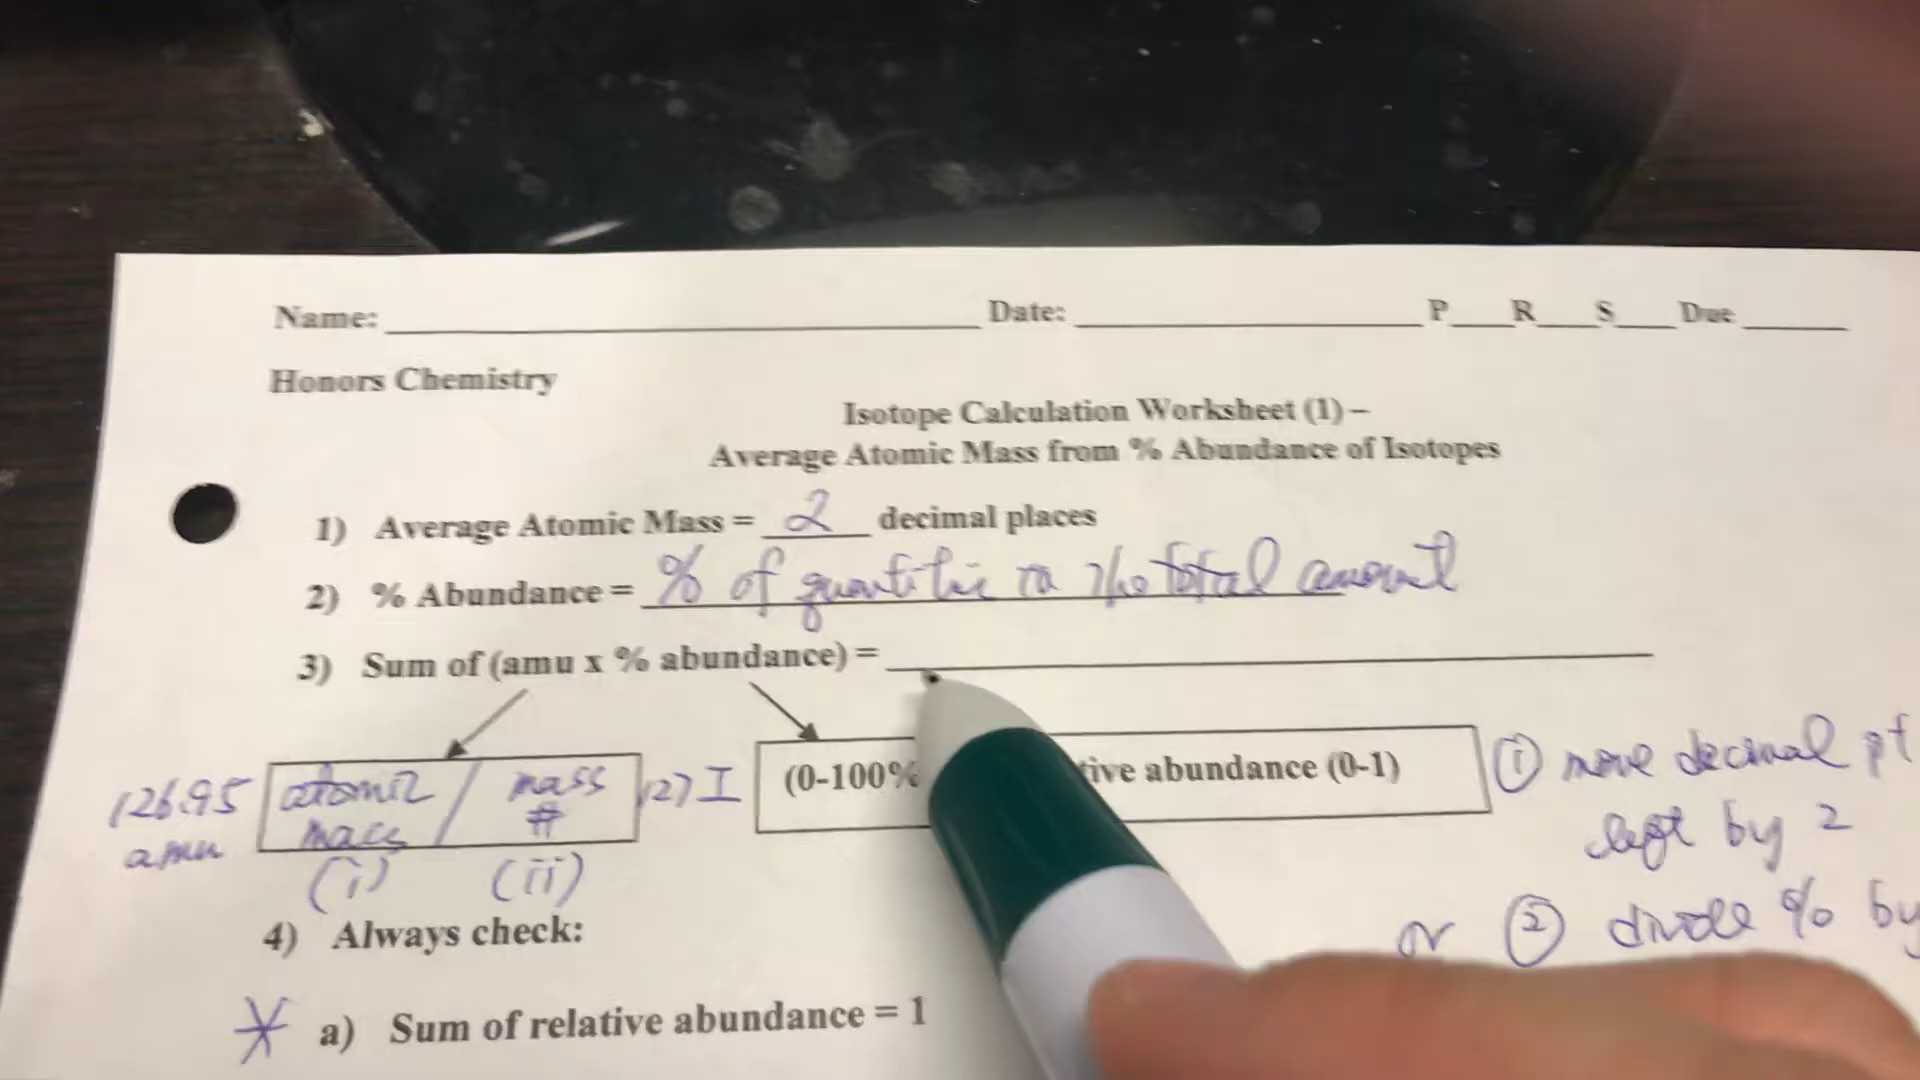 Name: Date: P R S Due
Honors Chemistry
Isotope Calculation Worksheet (1) –
Average Atomic Mass from % Abundance of Isotopes
1) Average Atomic Mass = 2 decimal places
2) % Abundance = % of the total amount
3) Sum of (amu x % abundance) =
126.95 amu
atomic mass / mass #
(i) (ii)
127 I
(0-100% tive abundance (0-1)
① move decimal pt
left by 2
or ② divide % by
4) Always check:
* a) Sum of relative abundance = 1